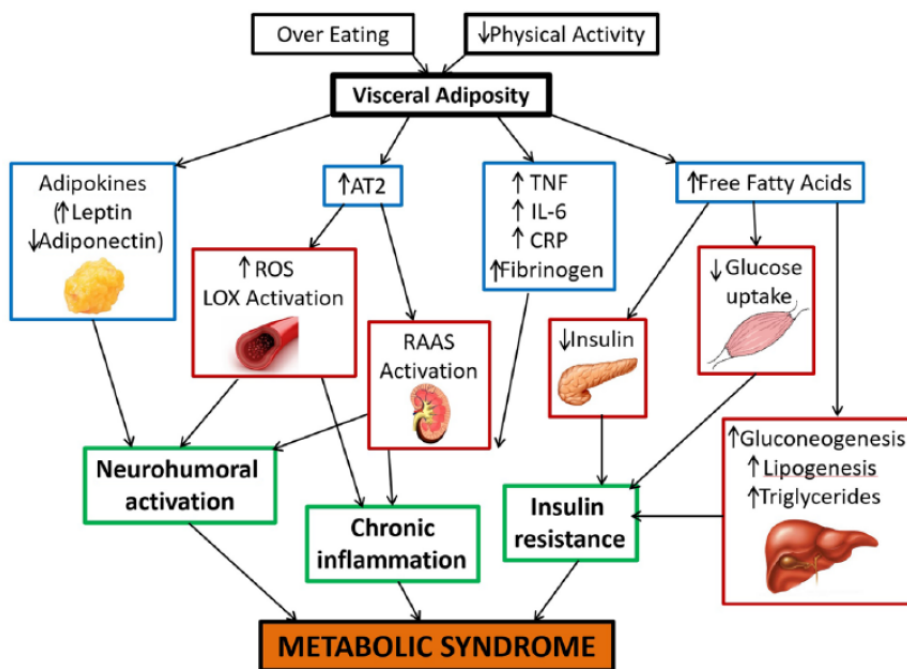 Over Eating
↓Physical Activity
Visceral Adiposity
Adipokines
(↑Leptin
↓Adiponectin)
↑AT2
↑ TNF
↑ IL-6
↑ CRP
↑Fibrinogen
↑Free Fatty Acids
↑ ROS
LOX Activation
RAAS
Activation
↓Insulin
↓ Glucose
uptake
↑Gluconeogenesis
↑ Lipogenesis
↑Triglycerides
Neurohumoral
activation
Chronic
inflammation
Insulin
resistance
METABOLIC SYNDROME